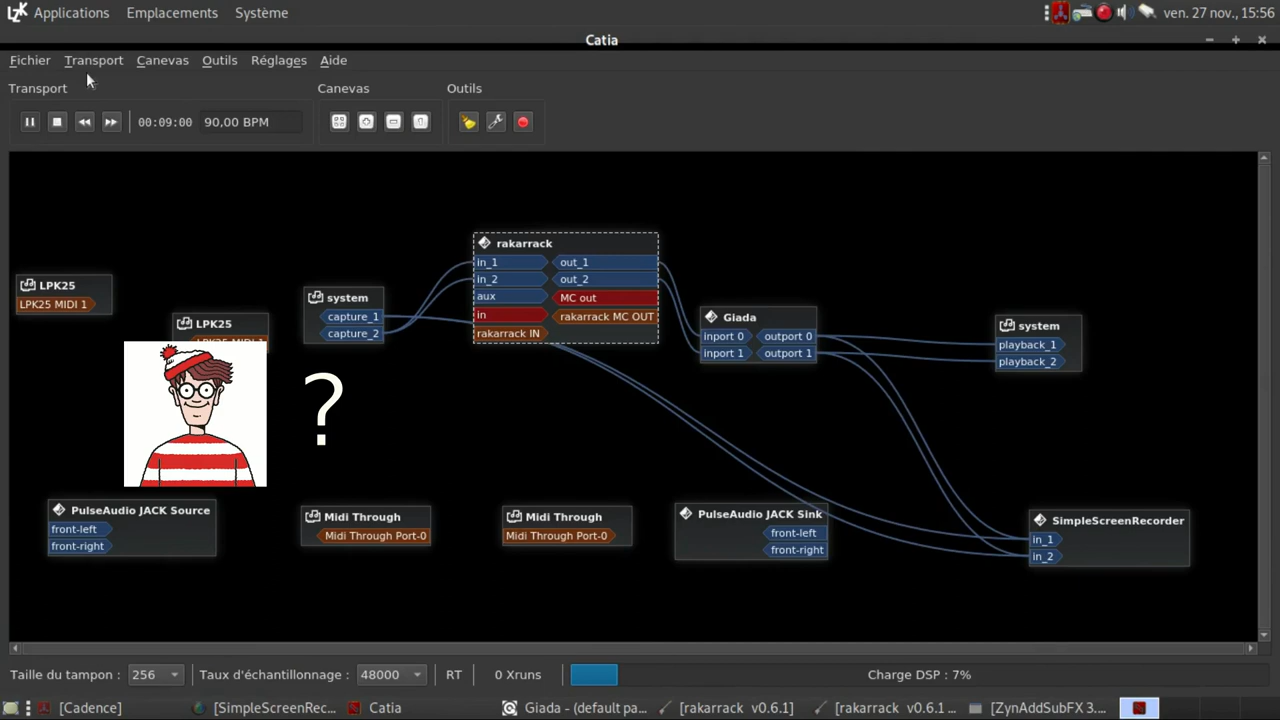 Applications Emplacements Système ven. 27 nov., 15:56
Catia
Fichier Transport Canevas Outils Réglages Aide
Transport Canevas Outils
00:09:00 90,00 BPM
rakarrack
in_1 out_1
in_2 out_2
aux MC out
in rakarrack MC OUT
rakarrack IN
LPK25
LPK25 MIDI 1
LPK25
LPK25 MIDI 1
system
capture_1
capture_2
Giada
inport 0 outport 0
inport 1 outport 1
system
playback_1
playback_2
?
PulseAudio JACK Source
front-left
front-right
Midi Through
Midi Through Port-0
Midi Through
Midi Through Port-0
PulseAudio JACK Sink
front-left
front-right
SimpleScreenRecorder
in_1
in_2
Taille du tampon : 256 Taux d'échantillonnage : 48000 RT 0 Xruns Charge DSP : 7%
[Cadence] [SimpleScreenRec... Catia Giada - (default pa... [rakarrack v0.6.1] [rakarrack v0.6.1 ... [ZynAddSubFX 3....